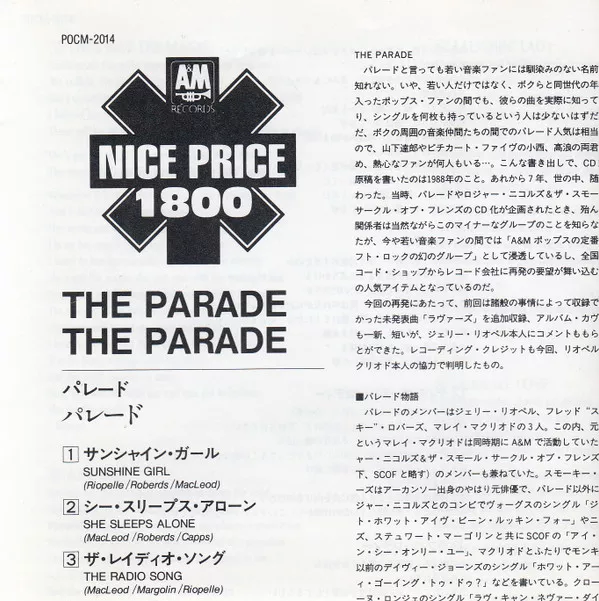 POCM-2014
A&M
RECORDS
NICE PRICE
1800
THE PARADE
THE PARADE
パレード
パレード
1 サンシャイン・ガール
SUNSHINE GIRL
(Riopelle/Roberds/MacLeod)
2 シー・スリープス・アローン
SHE SLEEPS ALONE
(MacLeod/Roberds/Capps)
3 ザ・レイディオ・ソング
THE RADIO SONG
(MacLeod/Margolin/Riopelle)
THE PARADE
パレードと言っても若い音楽ファンには馴染みのない名前
知れない。いや、若い人だけではなく、ボクらと同世代の年
入ったポップス・ファンの間でも、彼らの曲を実際に知って
り、シングルを何枚も持っているという人は少ないはずだ
だ、ボクの周囲の音楽仲間たちの間でのパレード人気は相当
ので、山下達郎やピチカート・ファイヴの小西、高浪の両君
め、熱心なファンが何人もいる…。こんな書き出しで、CD
原稿を書いたのは1988年のこと。あれから7年、世の中、随
わった。当時、パレードやロジャー・ニコルズ&ザ・スモー
サークル・オブ・フレンズのCD化が企画されたとき、殆ん
関係者は当然ながらこのマイナーなグループのことを知らな
たが、今や若い音楽ファンの間では「A&Mポップスの定番
フト・ロックの幻のグループ」として浸透しているし、全国
コード・ショップからレコード会社に再発の要望が舞い込む
の人気アイテムとなっているのだ。
今回の再発にあたって、前回は諸般の事情によって収録で
かった未発表曲「ラヴァーズ」を追加収録、アルバム・カヴ
も一新、短いが、ジェリー・リオペル本人にコメントももら
とができた。レコーディング・クレジットも今回、リオペル
クリオド本人の協力で判明したもの。
■パレード物語
パレードのメンバーはジェリー・リオペル、フレッド“ス
キー”・ロバーズ、マレイ・マクリオドの3人。この内、元
というマレイ・マクリオドは同時期にA&Mで活動していた
ャー・ニコルズ&ザ・スモール・サークル・オブ・フレンズ
下、SCOFと略す）のメンバーも兼ねていた。スモーキー・
ーズはアーカンソー出身のやはり元俳優で、パレード以外に
ジャー・ニコルズとのコンビでヴォーグスのシングル「ジ
ト・ホワット・アイヴ・ビーン・ルッキン・フォー」やニ
ズ、ステュワート・マーゴリンと共にSCOFの「アイ・
ン・シー・オンリー・ユー」、マクリオドとふたりでモンキ
以前のデイヴィー・ジョーンズのシングル「ホワット・アー
ィ・ゴーイング・トゥ・ドゥ？」などを書いている。クロー
ーヌ・ロンジェのシングル「ラヴ・キャン・ネヴァー・ダイ